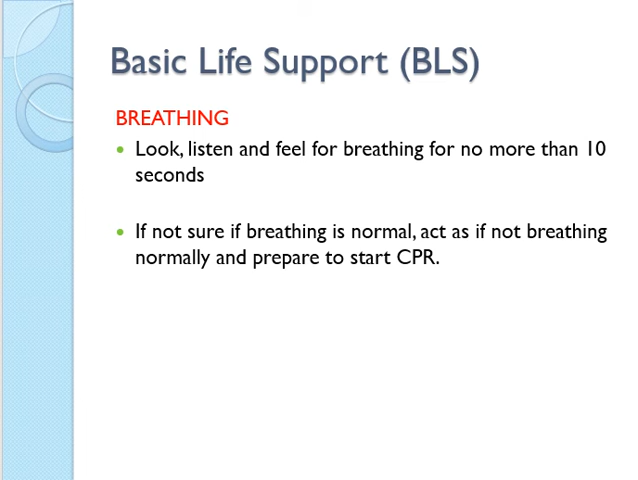 Basic Life Support (BLS)
BREATHING
Look, listen and feel for breathing for no more than 10
seconds
If not sure if breathing is normal, act as if not breathing
normally and prepare to start CPR.